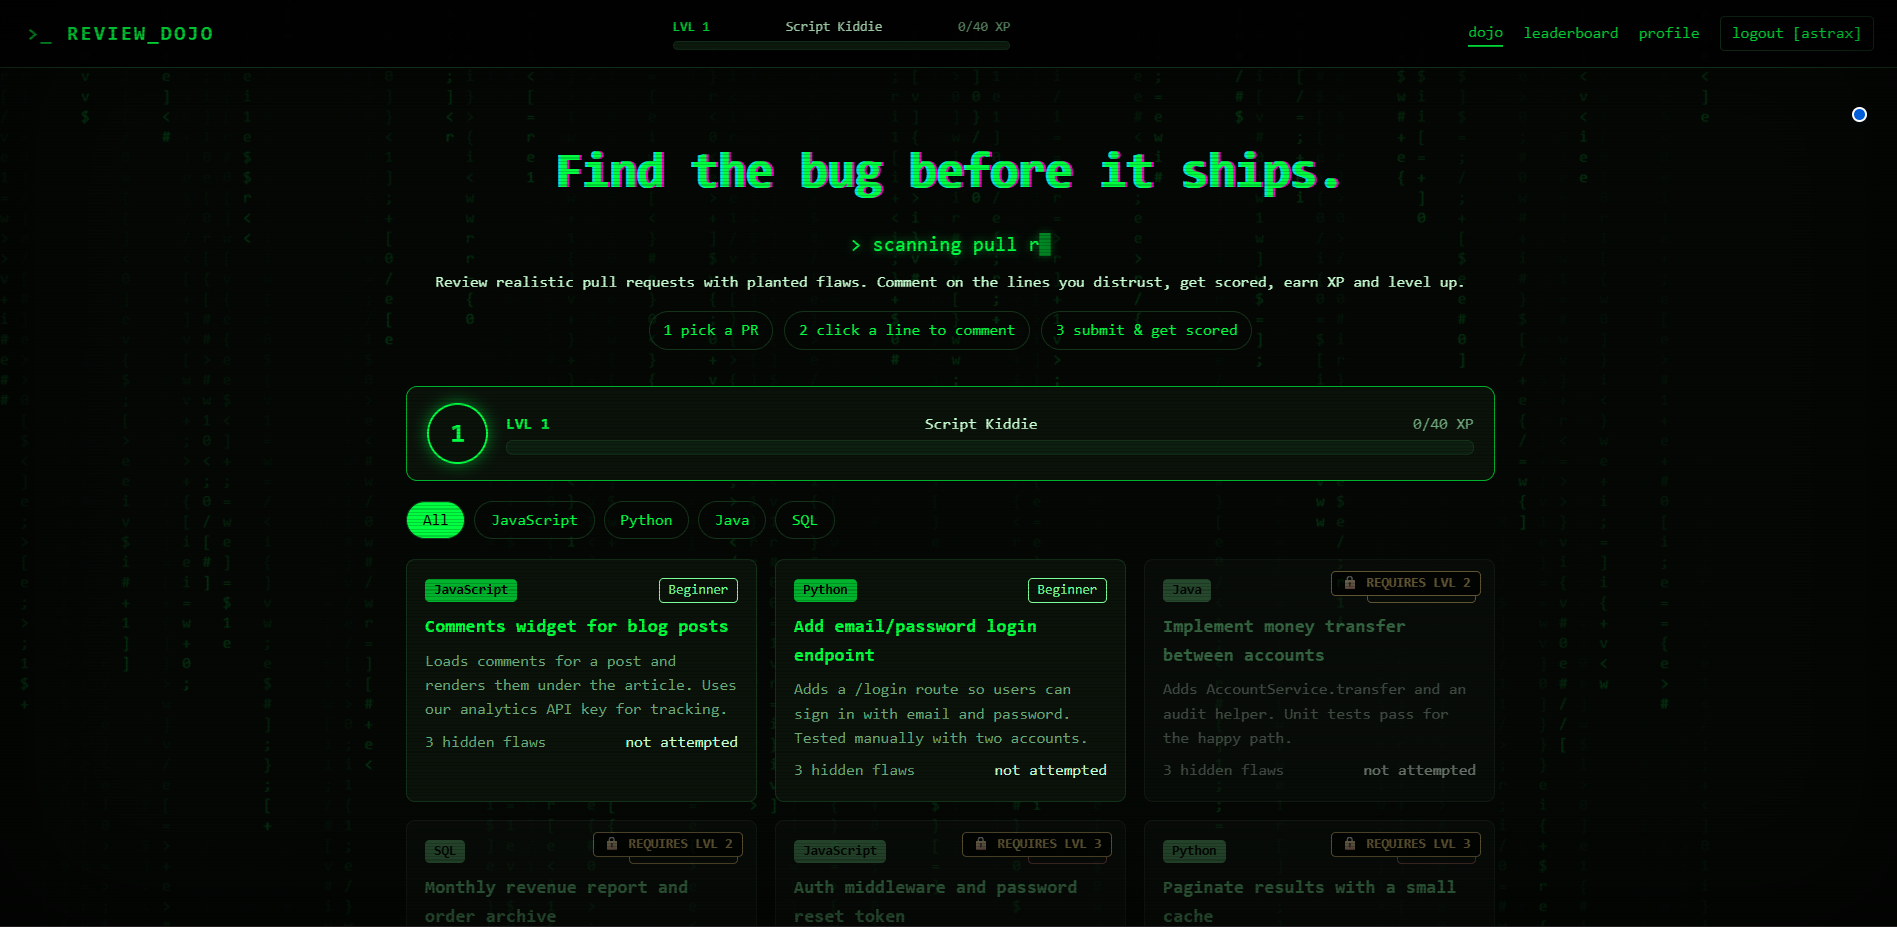 >_ REVIEW_DOJO
LVL 1 Script Kiddie 0/40 XP
dojo leaderboard profile logout [astrax]
Find the bug before it ships.
> scanning pull r
Review realistic pull requests with planted flaws. Comment on the lines you distrust, get scored, earn XP and level up.
1 pick a PR 2 click a line to comment 3 submit & get scored
1 LVL 1 Script Kiddie 0/40 XP
All JavaScript Python Java SQL
JavaScript Beginner
Comments widget for blog posts
Loads comments for a post and
renders them under the article. Uses
our analytics API key for tracking.
3 hidden flaws not attempted
Python Beginner
Add email/password login
endpoint
Adds a /login route so users can
sign in with email and password.
Tested manually with two accounts.
3 hidden flaws not attempted
Java REQUIRES LVL 2
Implement money transfer
between accounts
Adds AccountService.transfer and an
audit helper. Unit tests pass for
the happy path.
3 hidden flaws not attempted
SQL REQUIRES LVL 2
Monthly revenue report and
order archive
JavaScript REQUIRES LVL 3
Auth middleware and password
reset token
Python REQUIRES LVL 3
Paginate results with a small
cache